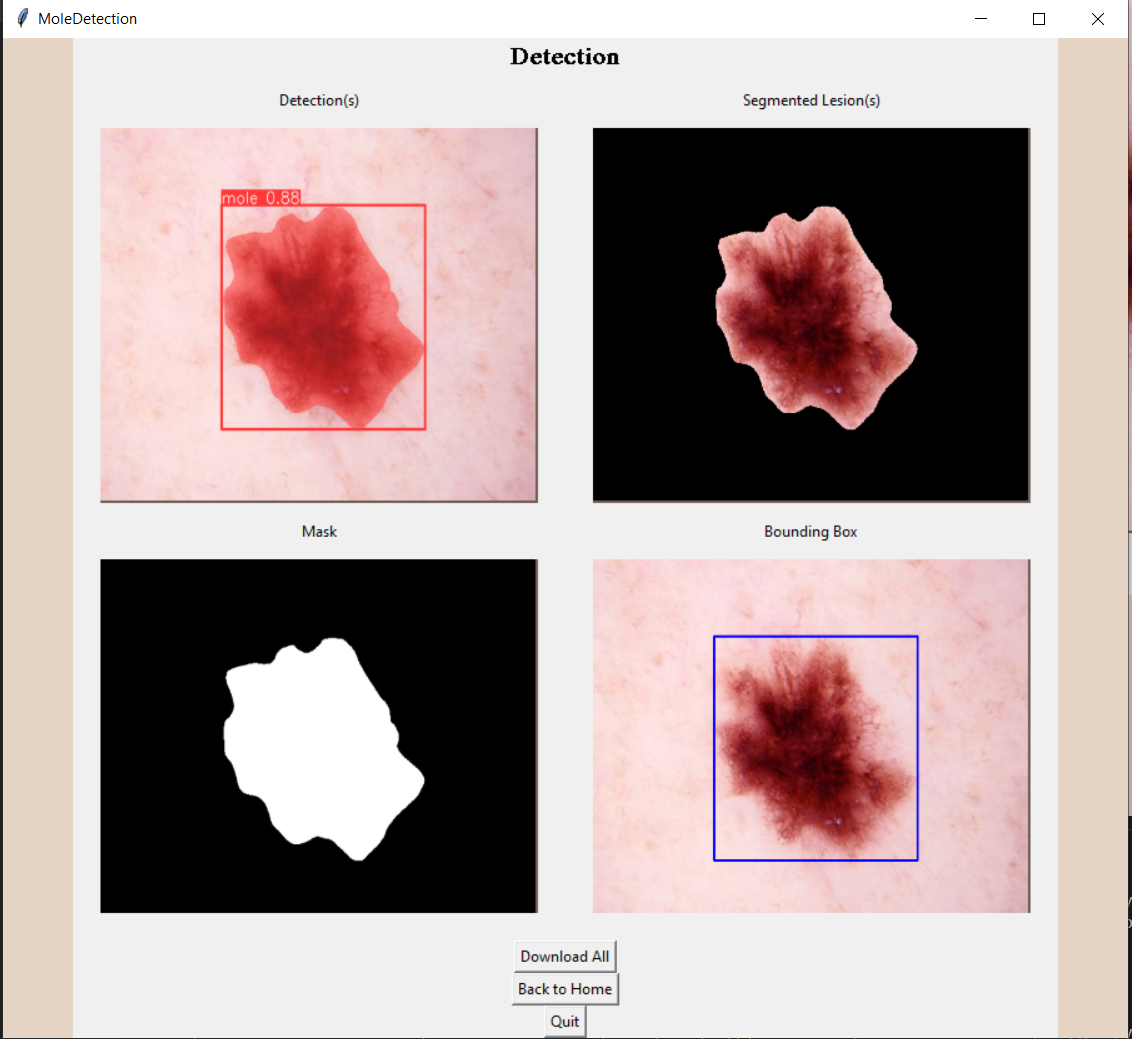 MoleDetection
Detection
Detection(s)
Segmented Lesion(s)
mole 0.88
Mask
Bounding Box
Download All
Back to Home
Quit